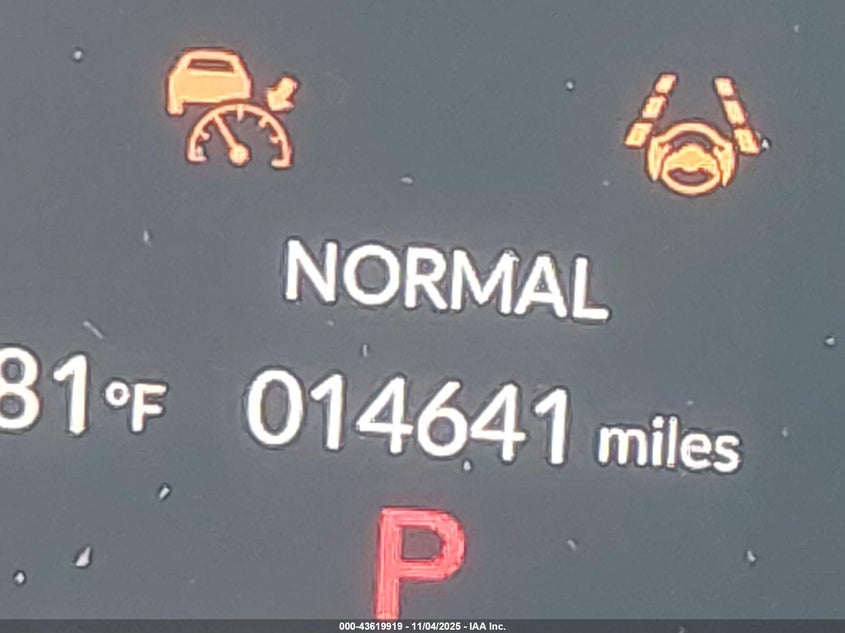 NORMAL
81°F 014641 miles
P
000-43619919 - 11/04/2025 - IAA Inc.